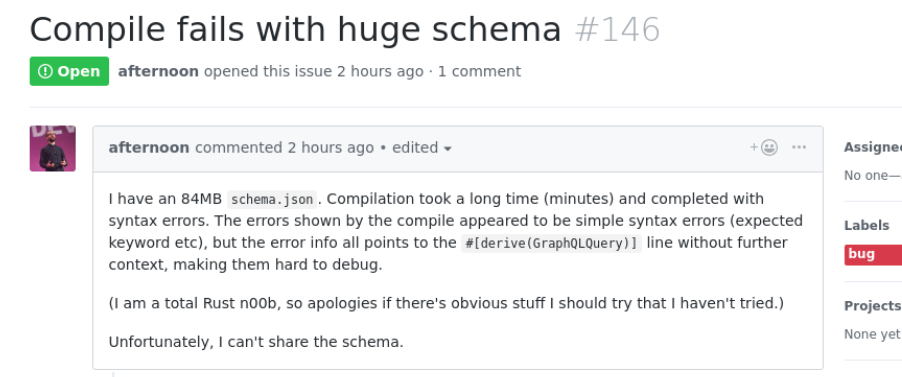 Compile fails with huge schema #146
Open afternoon opened this issue 2 hours ago · 1 comment
afternoon commented 2 hours ago • edited
I have an 84MB schema.json. Compilation took a long time (minutes) and completed with
syntax errors. The errors shown by the compile appeared to be simple syntax errors (expected
keyword etc), but the error info all points to the #[derive(GraphQLQuery)] line without further
context, making them hard to debug.
(I am a total Rust n00b, so apologies if there's obvious stuff I should try that I haven't tried.)
Unfortunately, I can't share the schema.
No one—
Labels
bug
Projects
None yet